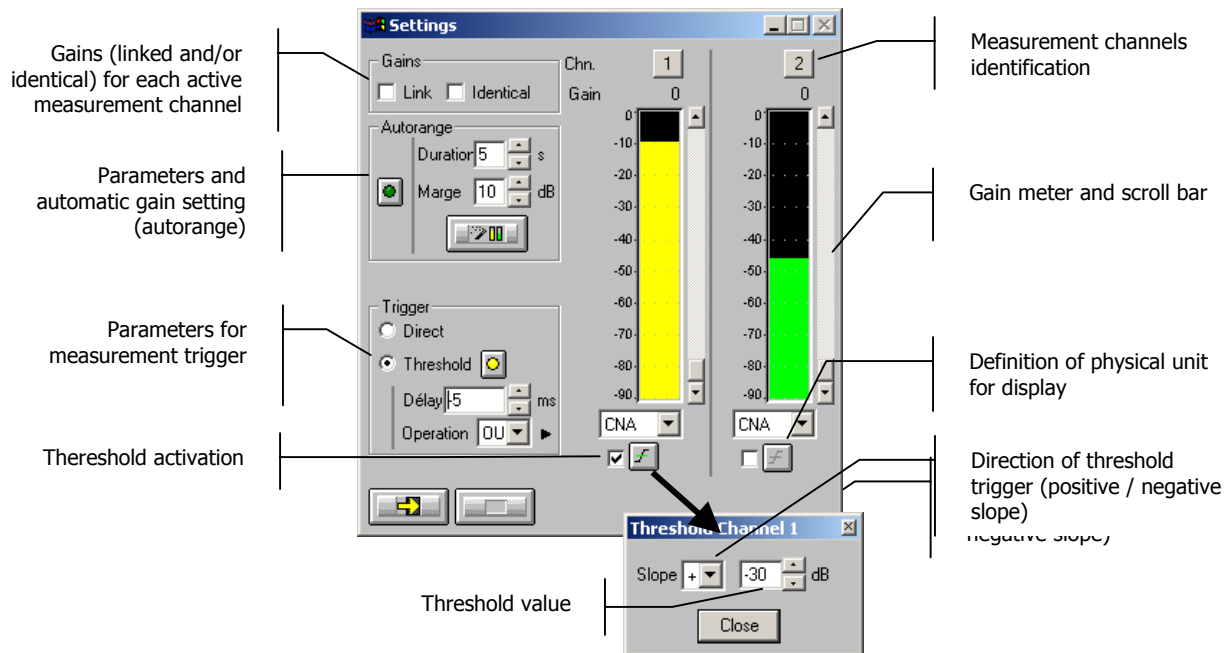 Settings
Gains (linked and/or
identical) for each active
measurement channel
Gains
Link
Identical
Chn.
1
2
Gain
0
0
Measurement channels
identification
Autorange
Duration 5 s
Marge 10 dB
Parameters and
automatic gain setting
(autorange)
0
-10
-20
-30
-40
-50
-60
-70
-80
-90
0
-10
-20
-30
-40
-50
-60
-70
-80
-90
Gain meter and scroll bar
Trigger
Direct
Threshold
Délay -5 ms
Operation OU
Parameters for
measurement trigger
CNA
CNA
Definition of physical unit
for display
Thereshold activation
Direction of threshold
trigger (positive / negative
slope)
negative slope)
Threshold Channel 1
Slope + -30 dB
Close
Threshold value